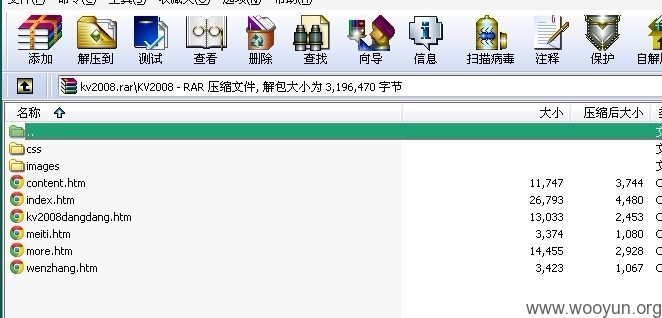 添加 解压到 测试 查看 删除 查找 向导 信息 扫描病毒 注释 保护
kv2008.rar\KV2008 - RAR 压缩文件, 解包大小为 3,196,470 字节
名称 大小 压缩后大小
..
css
images
content.htm 11,747 3,744
index.htm 26,793 4,480
kv2008dangdang.htm 13,033 2,453
meiti.htm 3,374 1,080
more.htm 14,455 2,928
wenzhang.htm 3,423 1,067
www.wooyun.org